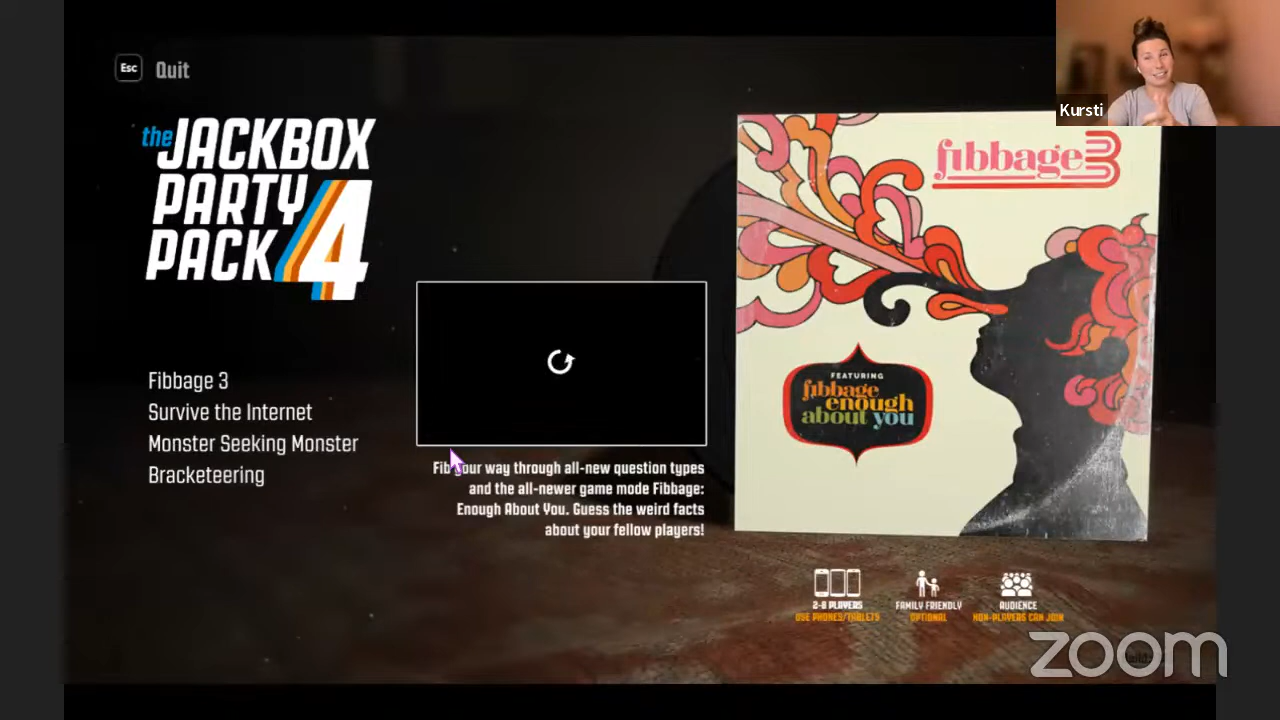 Esc Quit
the JACKBOX
PARTY
PACK 4
Fibbage 3
Survive the Internet
Monster Seeking Monster
Bracketeering
Fib your way through all-new question types
and the all-newer game mode Fibbage:
Enough About You. Guess the weird facts
about your fellow players!
fibbage 3
FEATURING
fibbage
enough
about you
2-8 PLAYERS
USE PHONES/TABLETS
FAMILY FRIENDLY
OPTIONAL
AUDIENCE
NON-PLAYERS CAN JOIN
Kursti
zoom